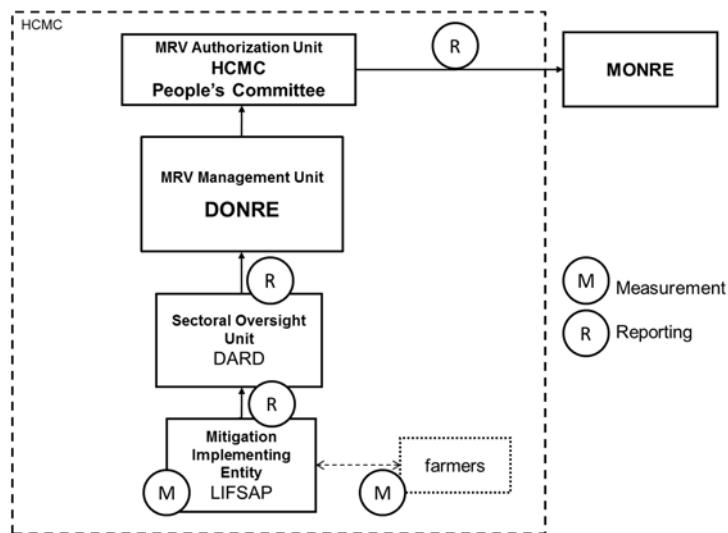 HCMC
MRV Authorization Unit
HCMC
People's Committee
R
MONRE
MRV Management Unit
DONRE
R
M
Measurement
R
Reporting
Sectoral Oversight
Unit
DARD
R
Mitigation
Implementing
Entity
LIFSAP
M
farmers
M